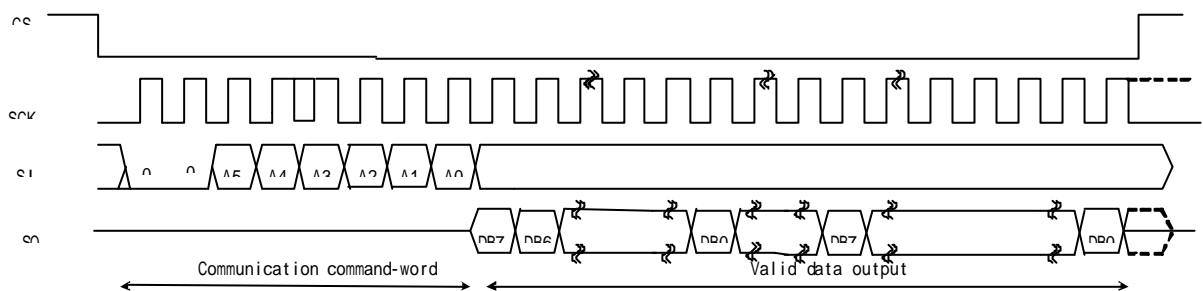 CS
SCK
SI
0 0 A5 A4 A3 A2 A1 A0
SO
DB7 DB6 DB0 DB7 DB0
Communication command-word
Valid data output